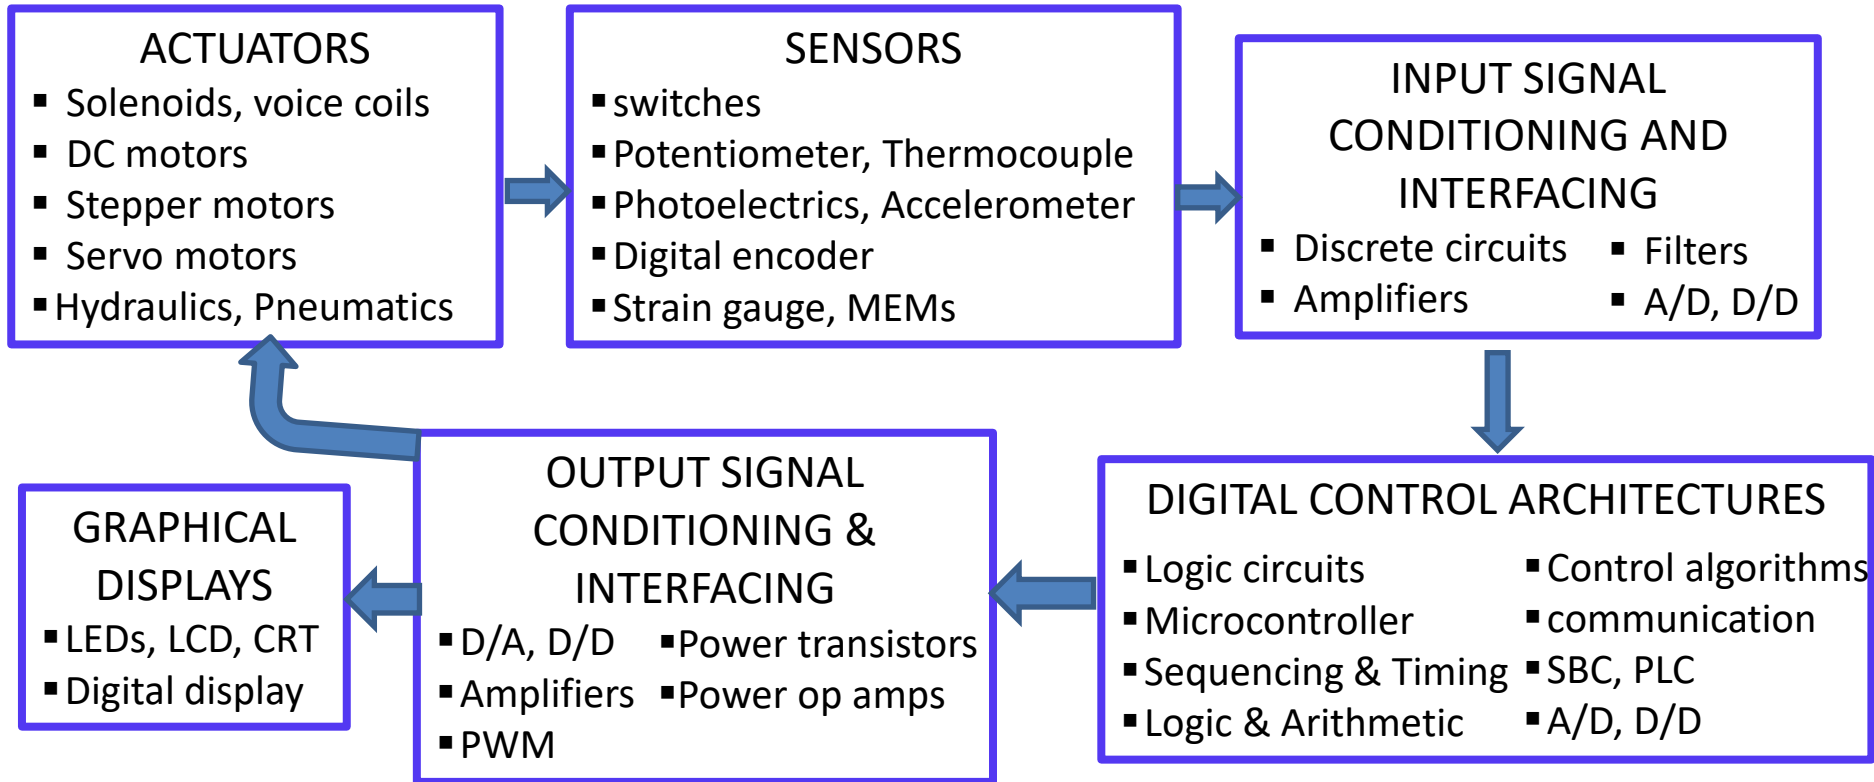 ACTUATORS
▪ Solenoids, voice coils
▪ DC motors
▪ Stepper motors
▪ Servo motors
▪ Hydraulics, Pneumatics
SENSORS
▪ switches
▪ Potentiometer, Thermocouple
▪ Photoelectrics, Accelerometer
▪ Digital encoder
▪ Strain gauge, MEMs
INPUT SIGNAL
CONDITIONING AND
INTERFACING
▪ Discrete circuits
▪ Amplifiers
▪ Filters
▪ A/D, D/D
DIGITAL CONTROL ARCHITECTURES
▪ Logic circuits
▪ Microcontroller
▪ Sequencing & Timing
▪ Logic & Arithmetic
▪ Control algorithms
▪ communication
▪ SBC, PLC
▪ A/D, D/D
OUTPUT SIGNAL
CONDITIONING &
INTERFACING
▪ D/A, D/D
▪ Amplifiers
▪ PWM
▪ Power transistors
▪ Power op amps
GRAPHICAL
DISPLAYS
▪ LEDs, LCD, CRT
▪ Digital display